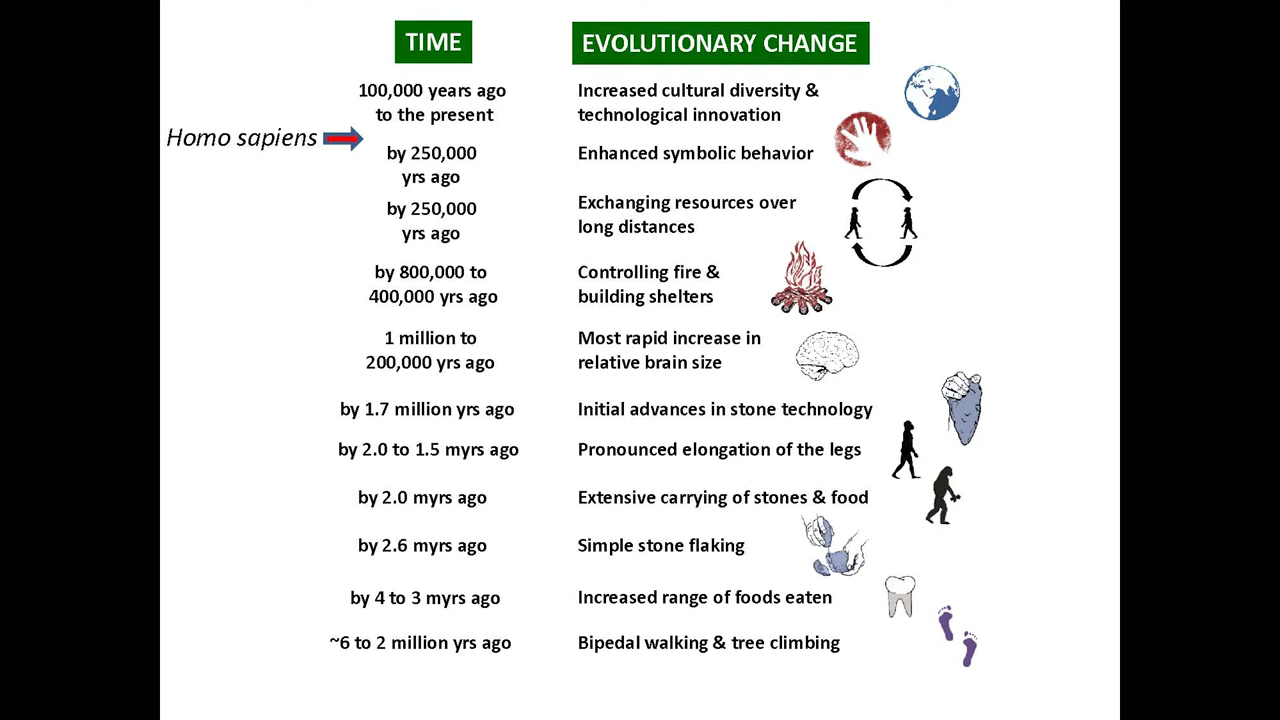 TIME
EVOLUTIONARY CHANGE
100,000 years ago
to the present
Increased cultural diversity &
technological innovation
Homo sapiens
by 250,000
yrs ago
Enhanced symbolic behavior
by 250,000
yrs ago
Exchanging resources over
long distances
by 800,000 to
400,000 yrs ago
Controlling fire &
building shelters
1 million to
200,000 yrs ago
Most rapid increase in
relative brain size
by 1.7 million yrs ago
Initial advances in stone technology
by 2.0 to 1.5 myrs ago
Pronounced elongation of the legs
by 2.0 myrs ago
Extensive carrying of stones & food
by 2.6 myrs ago
Simple stone flaking
by 4 to 3 myrs ago
Increased range of foods eaten
~6 to 2 million yrs ago
Bipedal walking & tree climbing